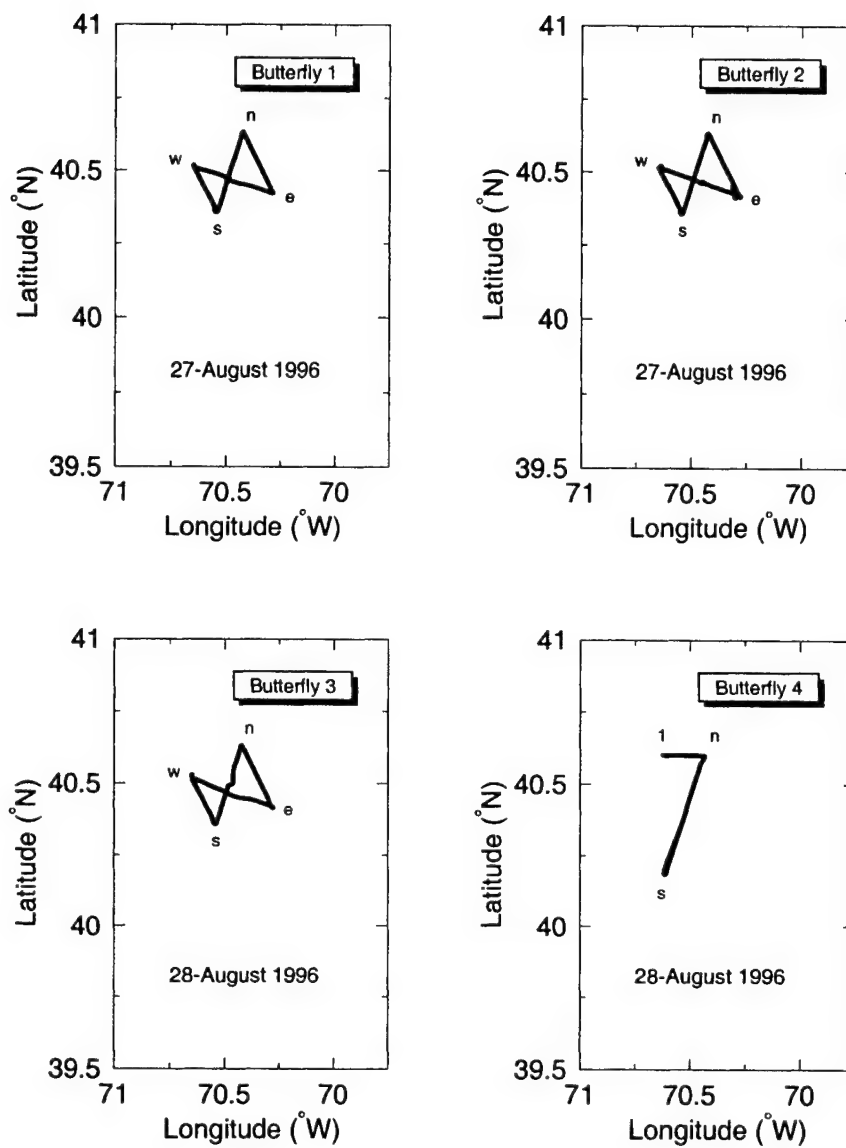 41
Butterfly 1
n
w
40.5
e
s
Latitude (°N)
40
27-August 1996
39.5
71
70.5
70
Longitude (°W)
41
Butterfly 2
n
w
40.5
e
s
Latitude (°N)
40
27-August 1996
39.5
71
70.5
70
Longitude (°W)
41
Butterfly 3
n
w
40.5
e
s
Latitude (°N)
40
28-August 1996
39.5
71
70.5
70
Longitude (°W)
41
Butterfly 4
1
n
40.5
s
Latitude (°N)
40
28-August 1996
39.5
71
70.5
70
Longitude (°W)